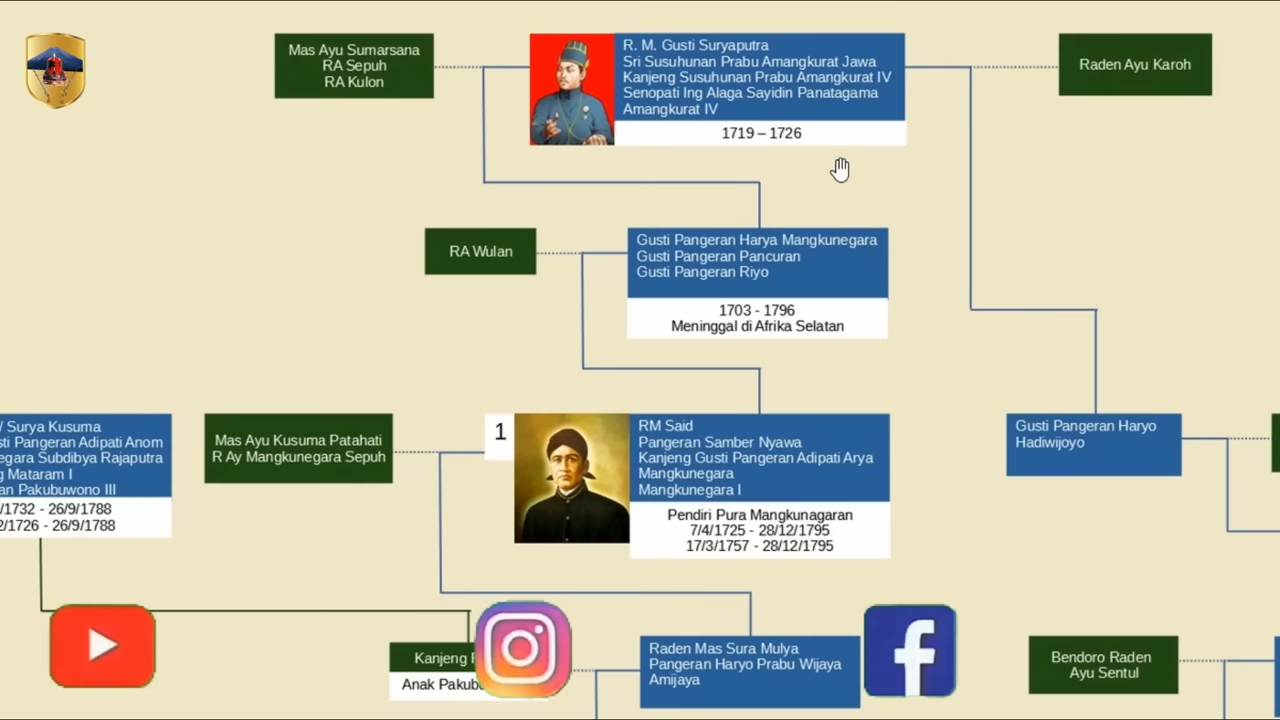 Mas Ayu Sumarsana
RA Sepuh
RA Kulon
R. M. Gusti Suryaputra
Sri Susuhunan Prabu Amangkurat Jawa
Kanjeng Susuhunan Prabu Amangkurat IV
Senopati Ing Alaga Sayidin Panatagama
Amangkurat IV
1719 – 1726
Raden Ayu Karoh
RA Wulan
Gusti Pangeran Harya Mangkunegara
Gusti Pangeran Pancuran
Gusti Pangeran Riyo
1703 - 1796
Meninggal di Afrika Selatan
/ Surya Kusuma
Pangeran Adipati Anom
Subdibya Rajaputra
Mataram I
Pakubuwono III
/1732 - 26/9/1788
/1726 - 26/9/1788
Mas Ayu Kusuma Patahati
R Ay Mangkunegara Sepuh
1
RM Said
Pangeran Samber Nyawa
Kanjeng Gusti Pangeran Adipati Arya
Mangkunegara
Mangkunegara I
Pendiri Pura Mangkunagaran
7/4/1725 - 28/12/1795
17/3/1757 - 28/12/1795
Gusti Pangeran Haryo
Hadiwijoyo
Kanjeng
Anak
Raden Mas Sura Mulya
Pangeran Haryo Prabu Wijaya
Amijaya
Bendoro Raden
Ayu Sentul